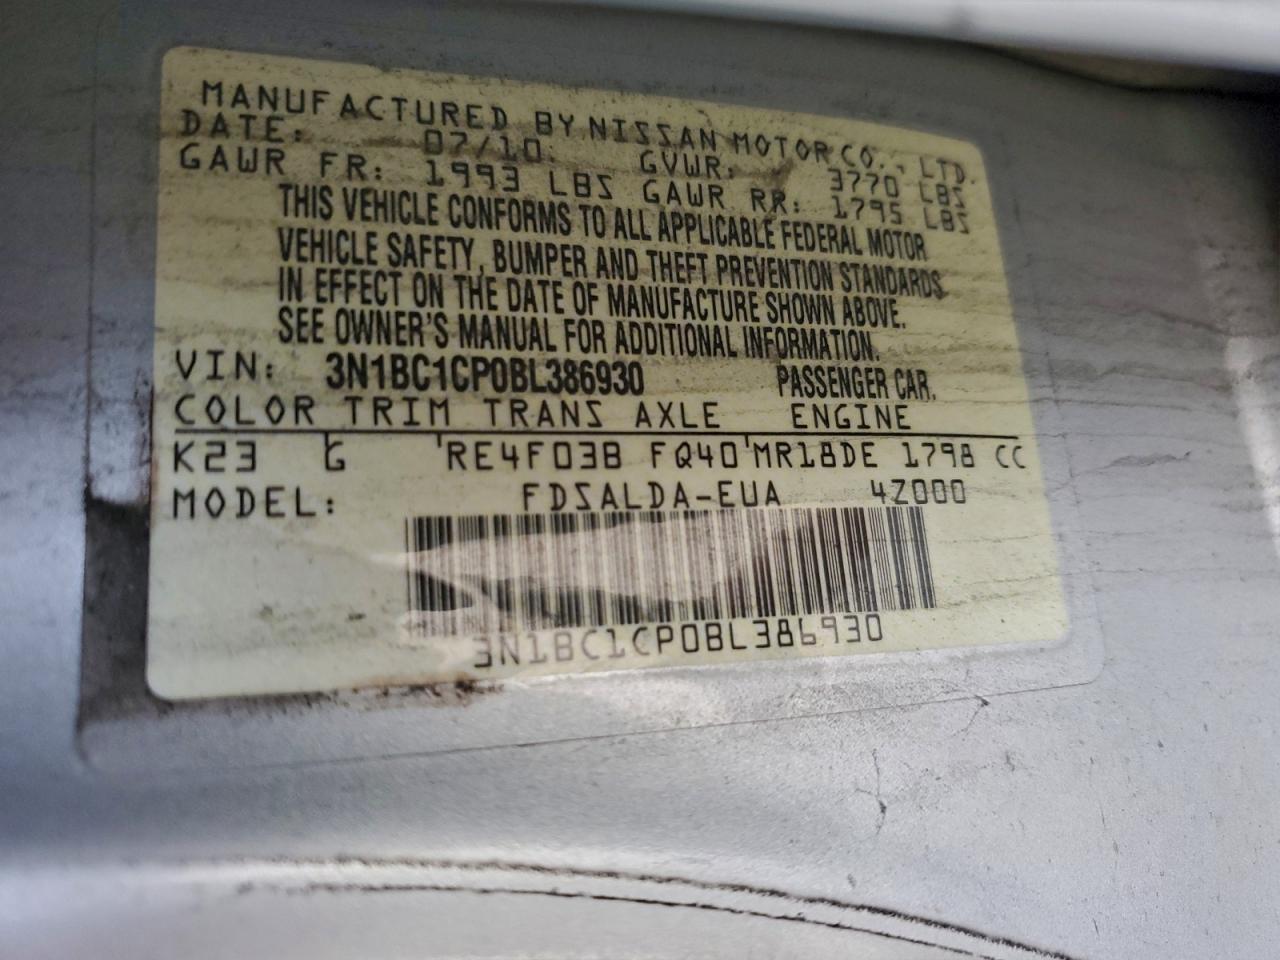 MANUFACTURED BY NISSAN MOTOR CO., LTD.
DATE: 07/10. GVWR: 3770 LBS
GAWR FR: 1993 LBS GAWR RR: 1795 LBS
THIS VEHICLE CONFORMS TO ALL APPLICABLE FEDERAL MOTOR
VEHICLE SAFETY, BUMPER AND THEFT PREVENTION STANDARDS
IN EFFECT ON THE DATE OF MANUFACTURE SHOWN ABOVE.
SEE OWNER'S MANUAL FOR ADDITIONAL INFORMATION.
VIN: 3N1BC1CP0BL386930 PASSENGER CAR.
COLOR TRIM TRANS AXLE ENGINE
K23 G RE4F03B FQ40 MR18DE 1798 CC
MODEL: FDSALDA-EUA 4Z000
3N1BC1CP0BL386930